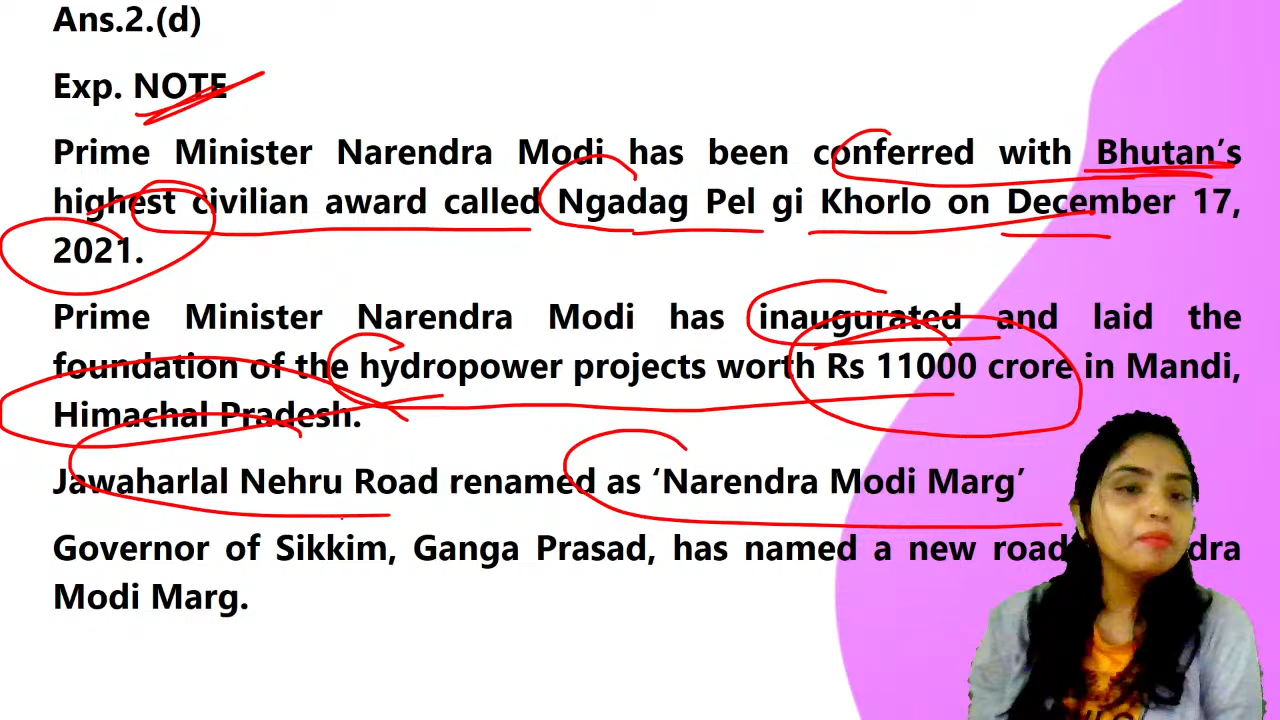 Ans.2.(d)
Exp. NOTE
Prime Minister Narendra Modi has been conferred with Bhutan’s
highest civilian award called Ngadag Pel gi Khorlo on December 17,
2021.
Prime Minister Narendra Modi has inaugurated and laid the
foundation of the hydropower projects worth Rs 11000 crore in Mandi,
Himachal Pradesh.
Jawaharlal Nehru Road renamed as ‘Narendra Modi Marg’
Governor of Sikkim, Ganga Prasad, has named a new road
Modi Marg.